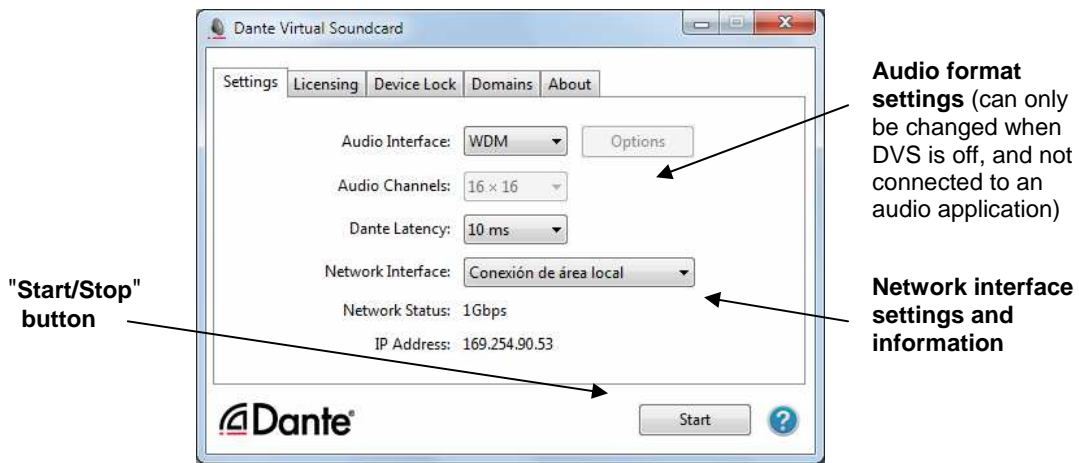 Dante Virtual Soundcard
Settings Licensing Device Lock Domains About
Audio Interface: WDM Options
Audio Channels: 16 × 16
Dante Latency: 10 ms
Network Interface: Conexión de área local
Network Status: 1Gbps
IP Address: 169.254.90.53
Dante®
Start
?
Audio format
settings (can only
be changed when
DVS is off, and not
connected to an
audio application)
Network interface
settings and
information
"Start/Stop"
button